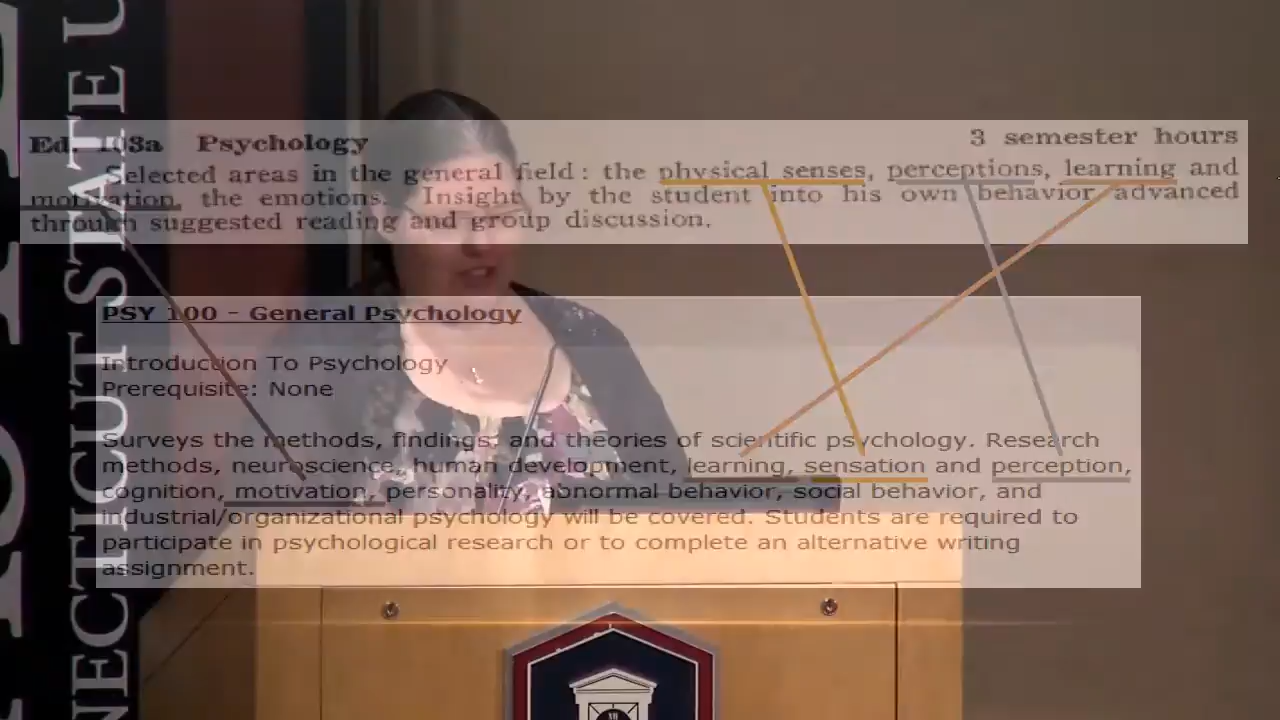 Ed. 103a Psychology 3 semester hours
Selected areas in the general field: the physical senses, perceptions, learning and
motivation, the emotions. Insight by the student into his own behavior advanced
through suggested reading and group discussion.
PSY 100 - General Psychology
Introduction To Psychology
Prerequisite: None
Surveys the methods, findings, and theories of scientific psychology. Research
methods, neuroscience, human development, learning, sensation and perception,
cognition, motivation, personality, abnormal behavior, social behavior, and
industrial/organizational psychology will be covered. Students are required to
participate in psychological research or to complete an alternative writing
assignment.
NECTICUT STATE U